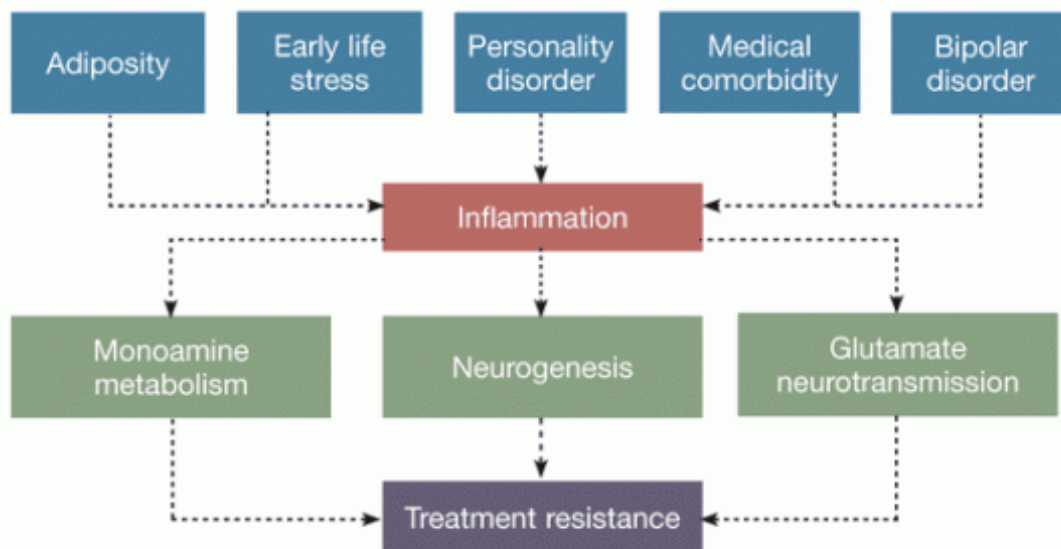 Adiposity
Early life
stress
Personality
disorder
Medical
comorbidity
Bipolar
disorder
Inflammation
Monoamine
metabolism
Neurogenesis
Glutamate
neurotransmission
Treatment resistance